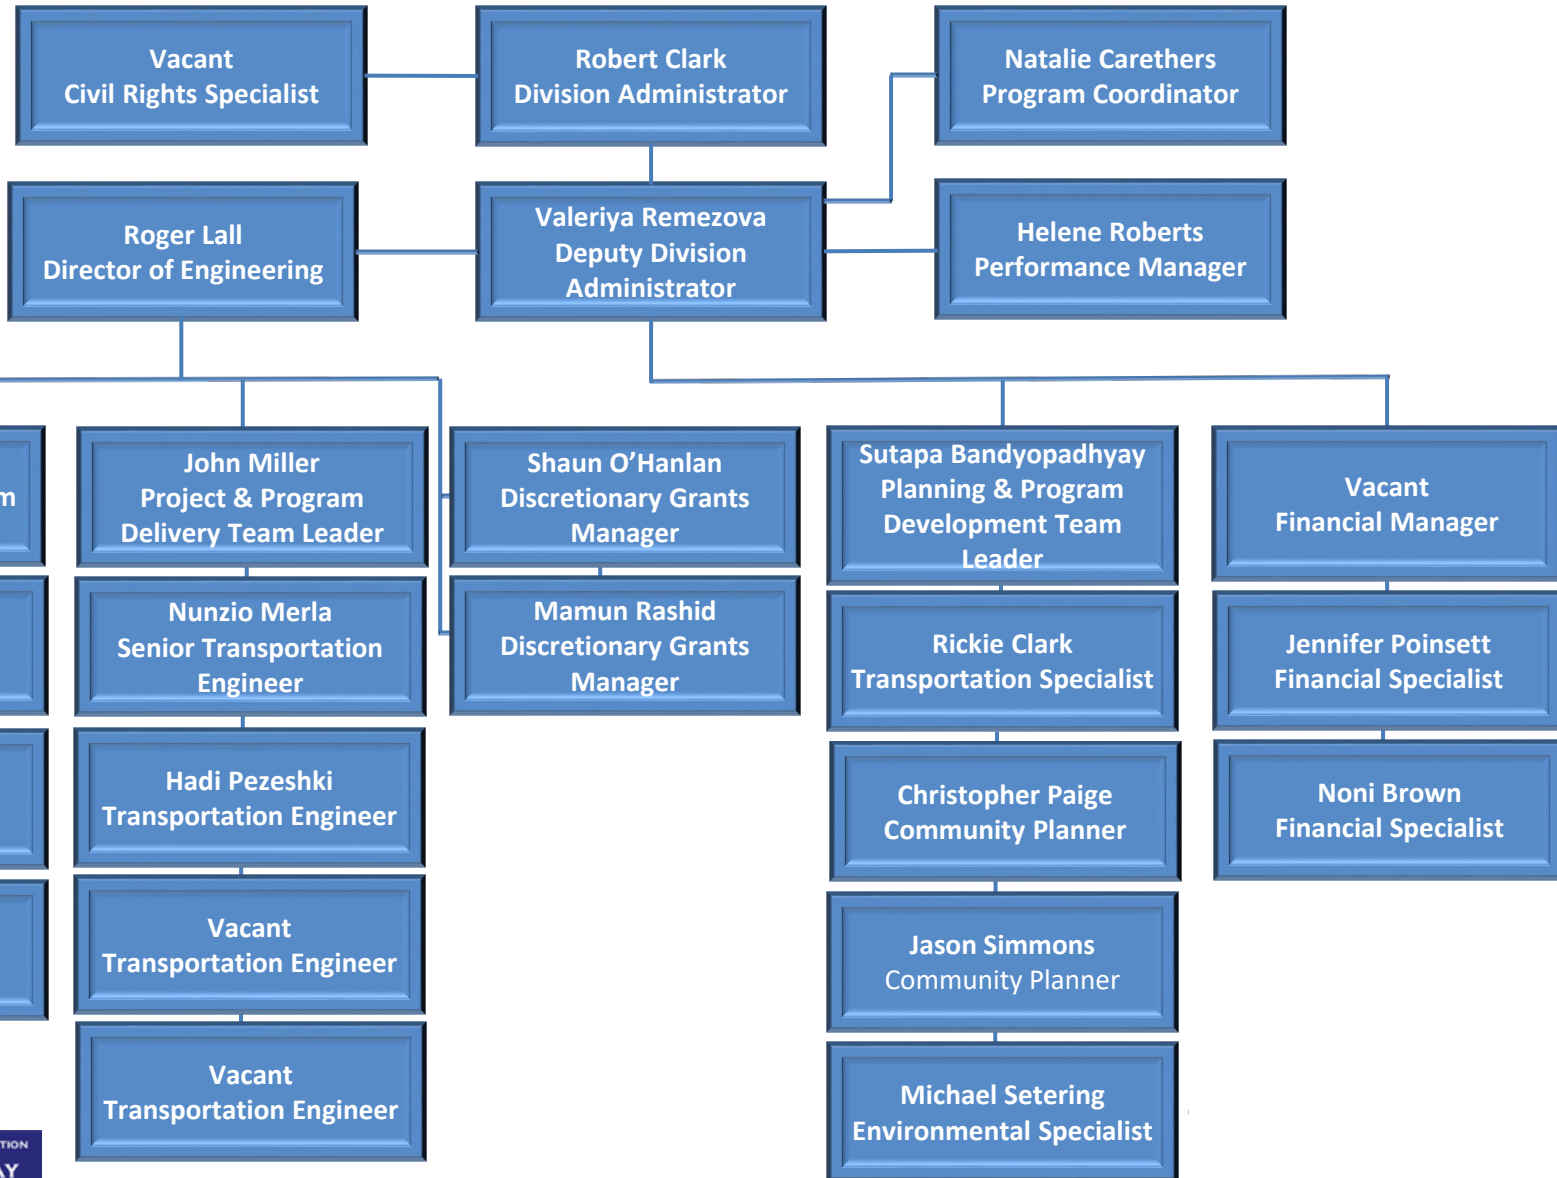 Vacant
Civil Rights Specialist
Robert Clark
Division Administrator
Natalie Carethers
Program Coordinator
Roger Lall
Director of Engineering
Valeriya Remezova
Deputy Division
Administrator
Helene Roberts
Performance Manager
John Miller
Project & Program
Delivery Team Leader
Nunzio Merla
Senior Transportation
Engineer
Hadi Pezeshki
Transportation Engineer
Vacant
Transportation Engineer
Vacant
Transportation Engineer
Shaun O’Hanlan
Discretionary Grants
Manager
Mamun Rashid
Discretionary Grants
Manager
Sutapa Bandyopadhyay
Planning & Program
Development Team
Leader
Rickie Clark
Transportation Specialist
Christopher Paige
Community Planner
Jason Simmons
Community Planner
Michael Setering
Environmental Specialist
Vacant
Financial Manager
Jennifer Poinsett
Financial Specialist
Noni Brown
Financial Specialist